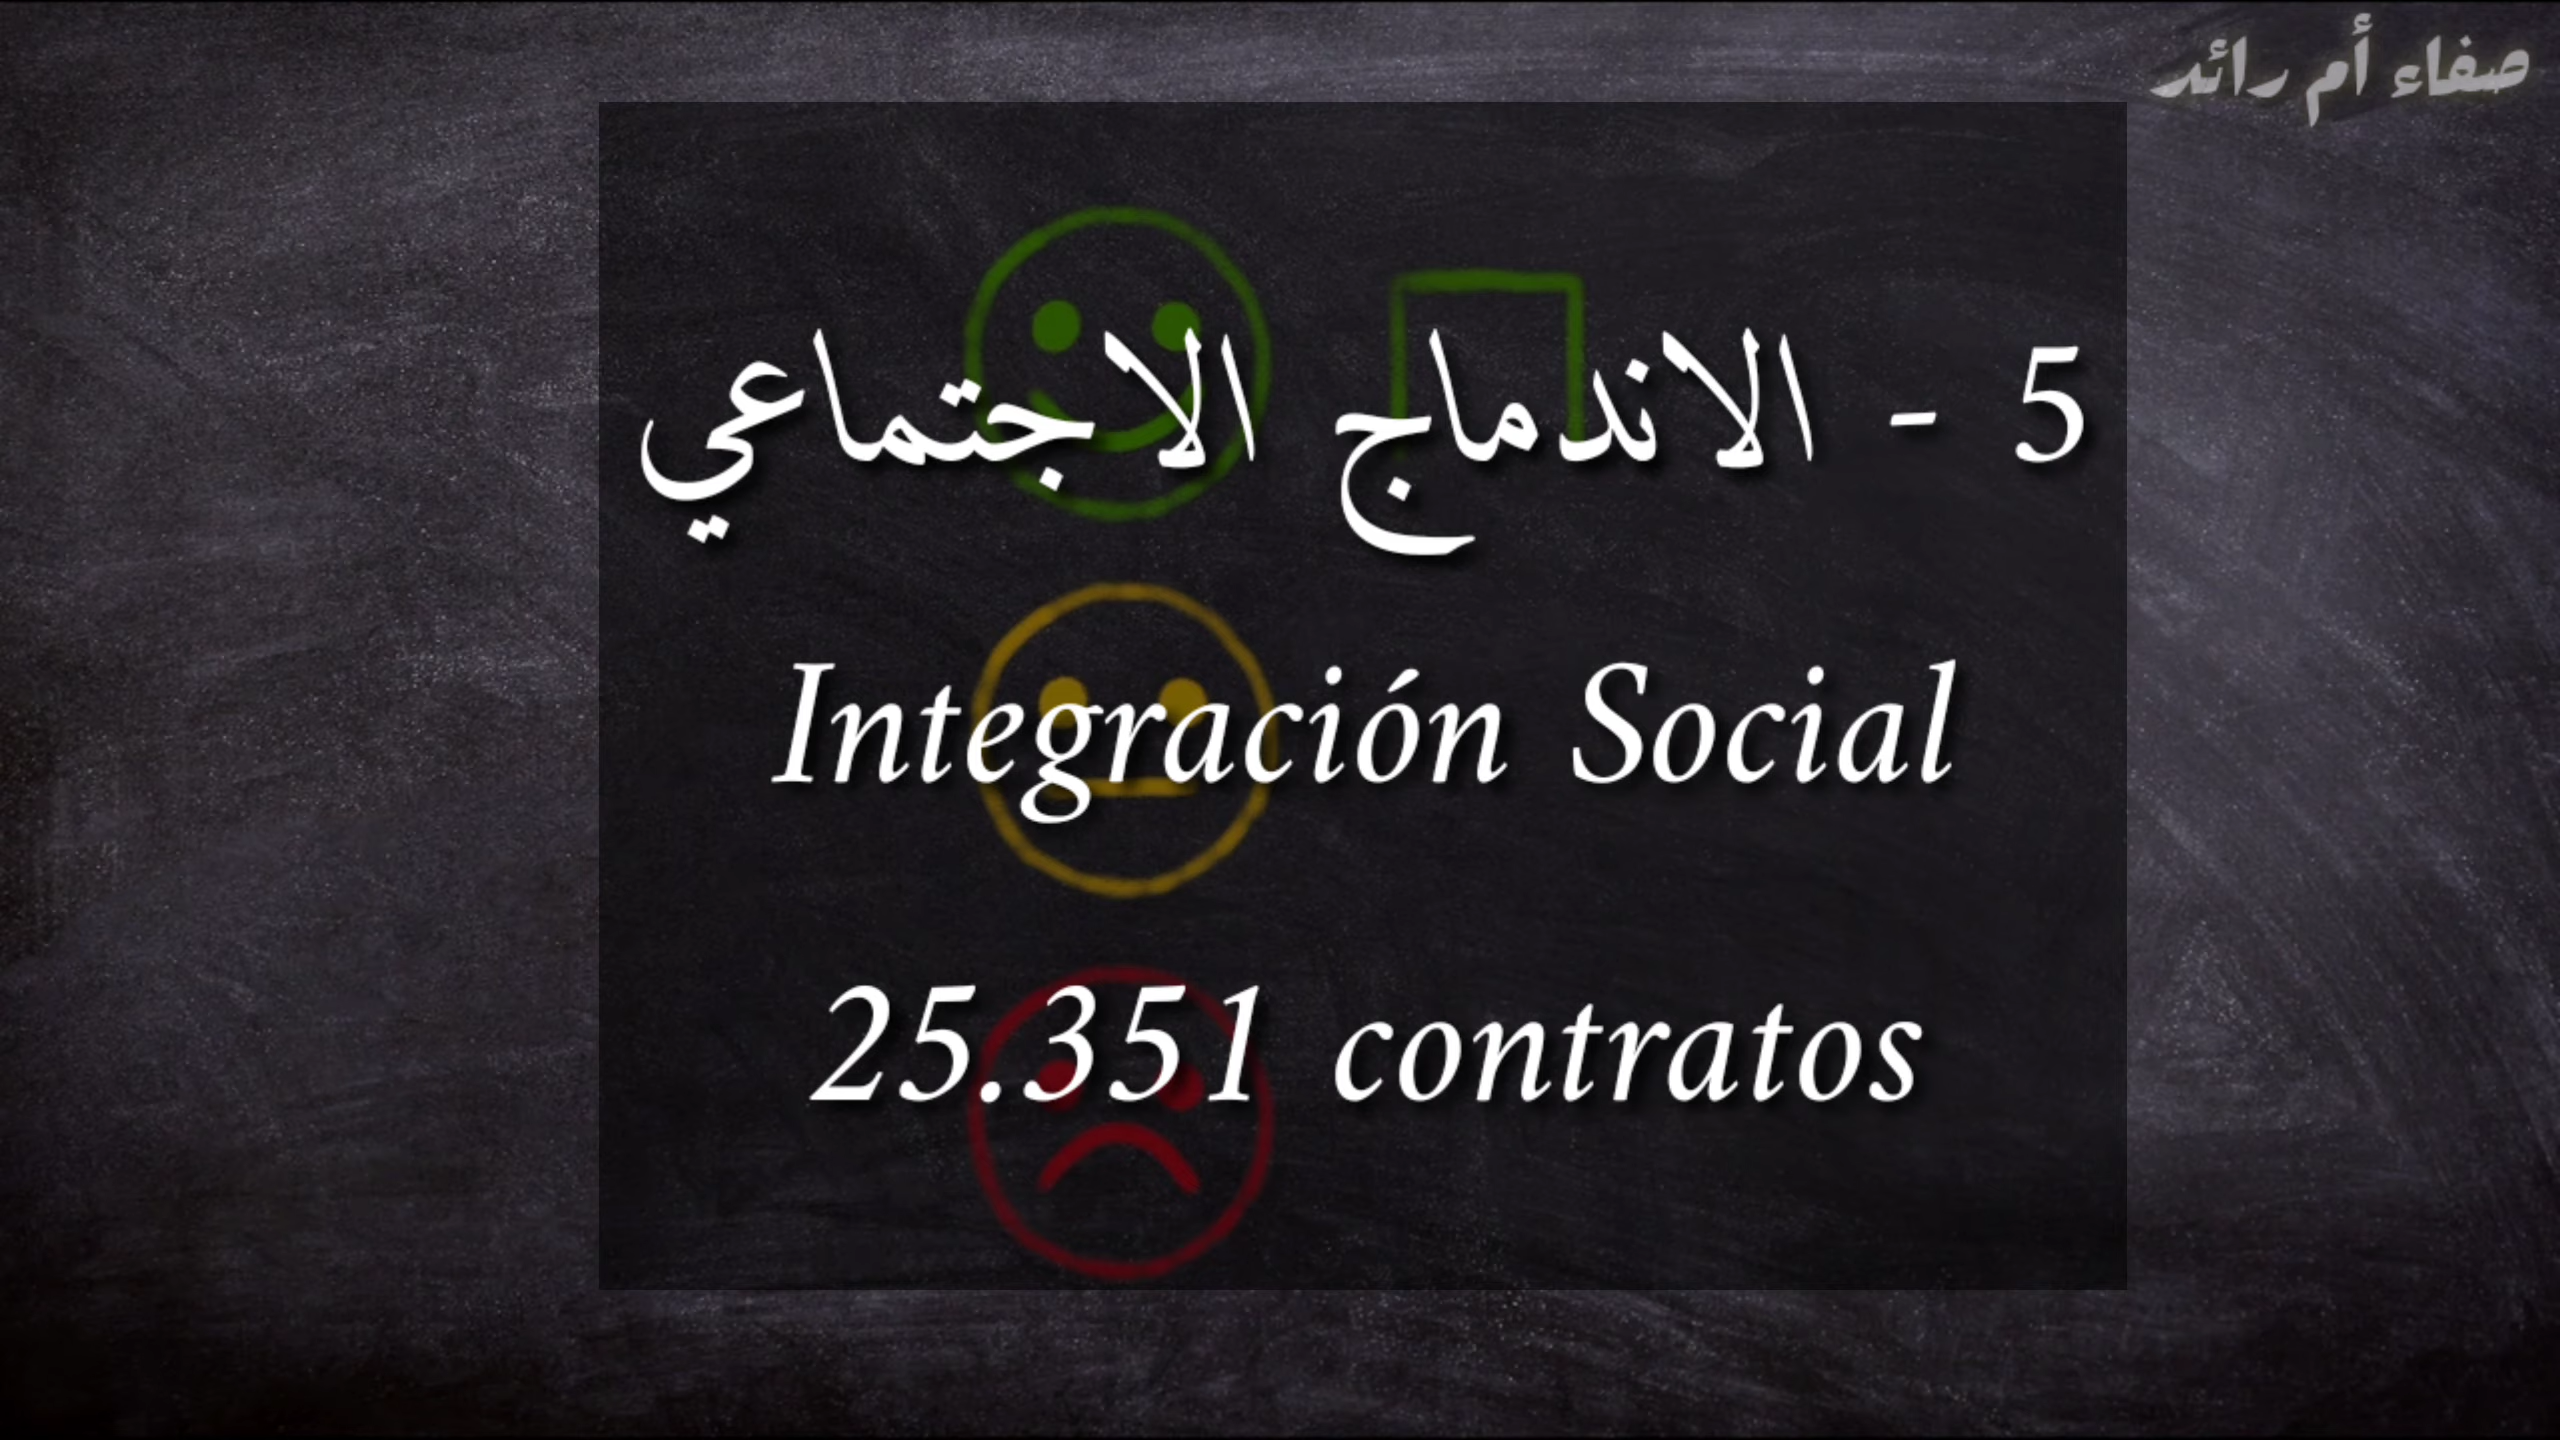 صفاء أم رائد
5 - الاندماج الاجتماعي
Integración Social
25.351 contratos